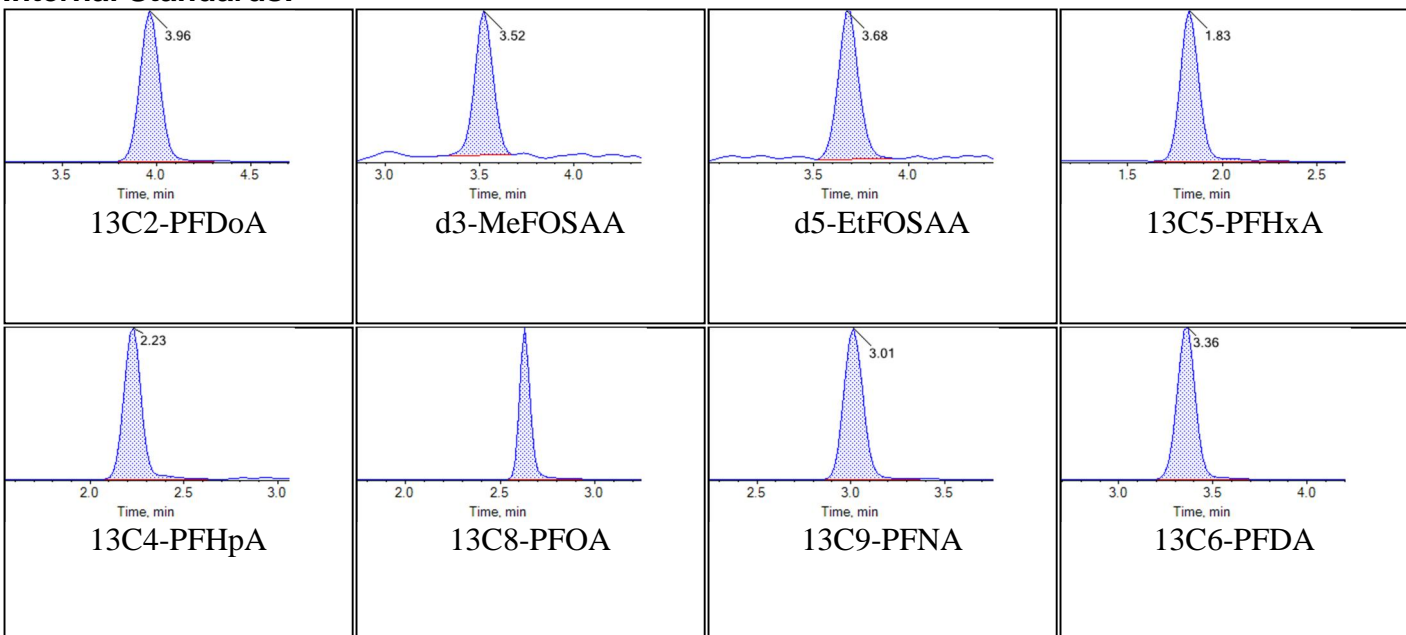 Internal Standards:
3.96
3.5 4.0 4.5
Time, min
13C2-PFDoA
3.52
3.0 3.5 4.0
Time, min
d3-MeFOSAA
3.68
3.5 4.0
Time, min
d5-EtFOSAA
1.83
1.5 2.0 2.5
Time, min
13C5-PFHxA
2.23
2.0 2.5 3.0
Time, min
13C4-PFHpA
2.0 2.5 3.0
Time, min
13C8-PFOA
3.01
2.5 3.0 3.5
Time, min
13C9-PFNA
3.36
3.0 3.5 4.0
Time, min
13C6-PFDA